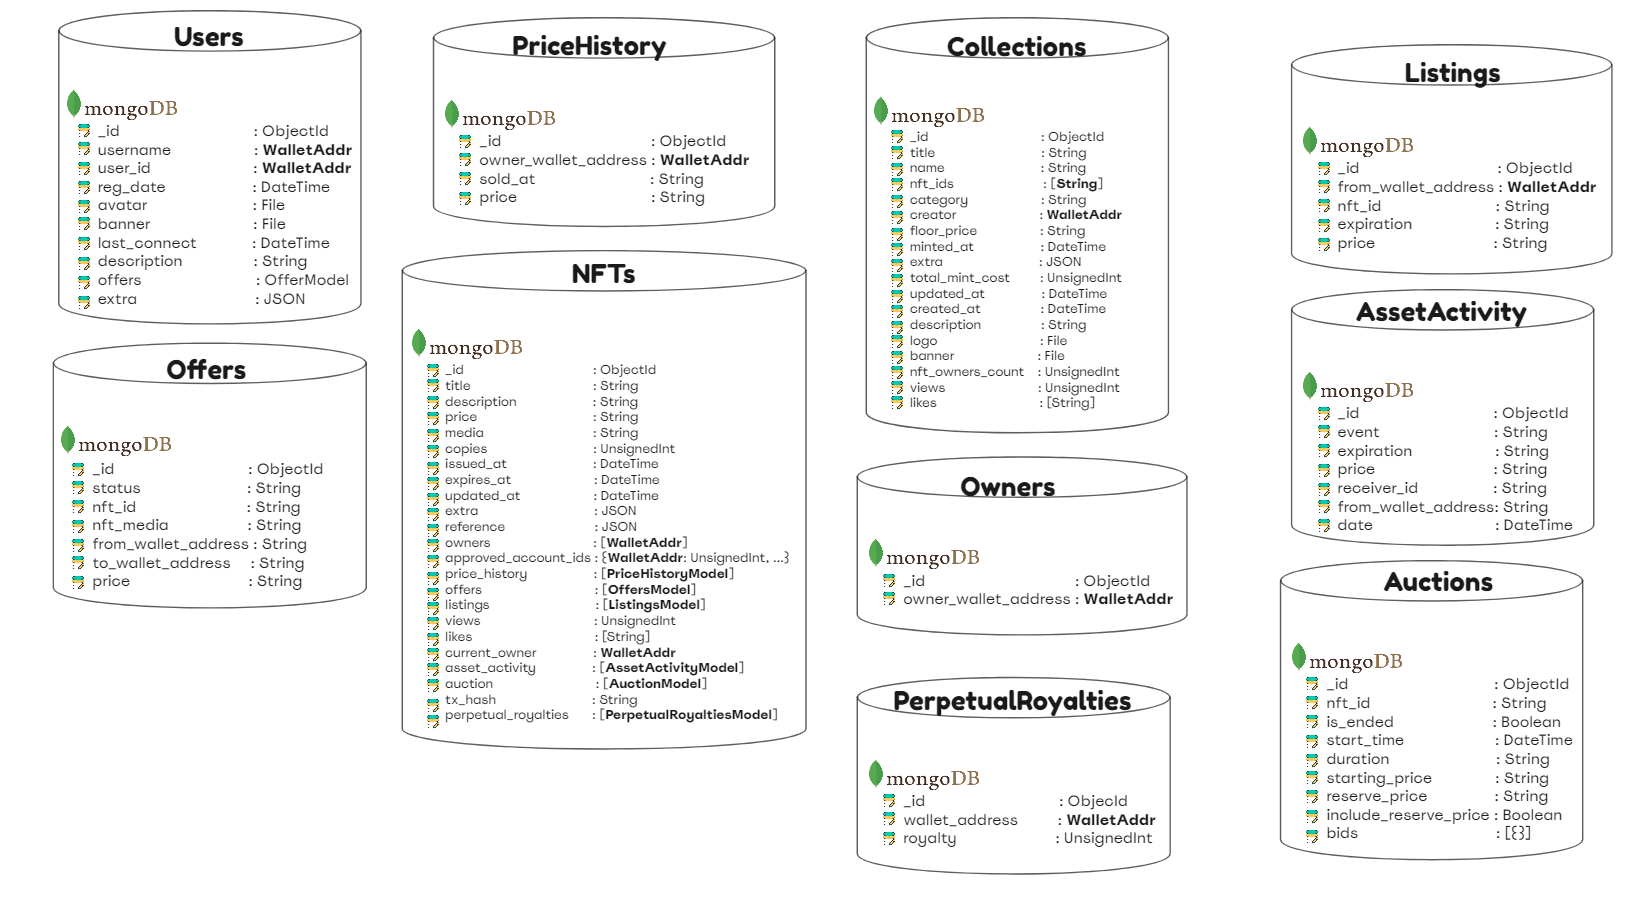 Users
mongoDB
_id : ObjectId
username : WalletAddr
user_id : WalletAddr
reg_date : DateTime
avatar : File
banner : File
last_connect : DateTime
description : String
offers : OfferModel
extra : JSON
Offers
mongoDB
_id : ObjectId
status : String
nft_id : String
nft_media : String
from_wallet_address : String
to_wallet_address : String
price : String
PriceHistory
mongoDB
_id : ObjectId
owner_wallet_address : WalletAddr
sold_at : String
price : String
NFTs
mongoDB
_id : ObjectId
title : String
description : String
price : String
media : String
copies : UnsignedInt
issued_at : DateTime
expires_at : DateTime
updated_at : DateTime
extra : JSON
reference : JSON
owners : [WalletAddr]
approved_account_ids : {WalletAddr: UnsignedInt, ...}
price_history : [PriceHistoryModel]
offers : [OffersModel]
listings : [ListingsModel]
views : UnsignedInt
likes : [String]
current_owner : WalletAddr
asset_activity : [AssetActivityModel]
auction : [AuctionModel]
tx_hash : String
perpetual_royalties : [PerpetualRoyaltiesModel]
Collections
mongoDB
_id : ObjectId
title : String
name : String
nft_ids : [String]
category : String
creator : WalletAddr
floor_price : String
minted_at : DateTime
extra : JSON
total_mint_cost : UnsignedInt
updated_at : DateTime
created_at : DateTime
description : String
logo : File
banner : File
nft_owners_count : UnsignedInt
views : UnsignedInt
likes : [String]
Owners
mongoDB
_id : ObjectId
owner_wallet_address : WalletAddr
PerpetualRoyalties
mongoDB
_id : ObjecId
wallet_address : WalletAddr
royalty : UnsignedInt
Listings
mongoDB
_id : ObjectId
from_wallet_address : WalletAddr
nft_id : String
expiration : String
price : String
AssetActivity
mongoDB
_id : ObjectId
event : String
expiration : String
price : String
receiver_id : String
from_wallet_address: String
date : DateTime
Auctions
mongoDB
_id : ObjectId
nft_id : String
is_ended : Boolean
start_time : DateTime
duration : String
starting_price : String
reserve_price : String
include_reserve_price : Boolean
bids : [{}]